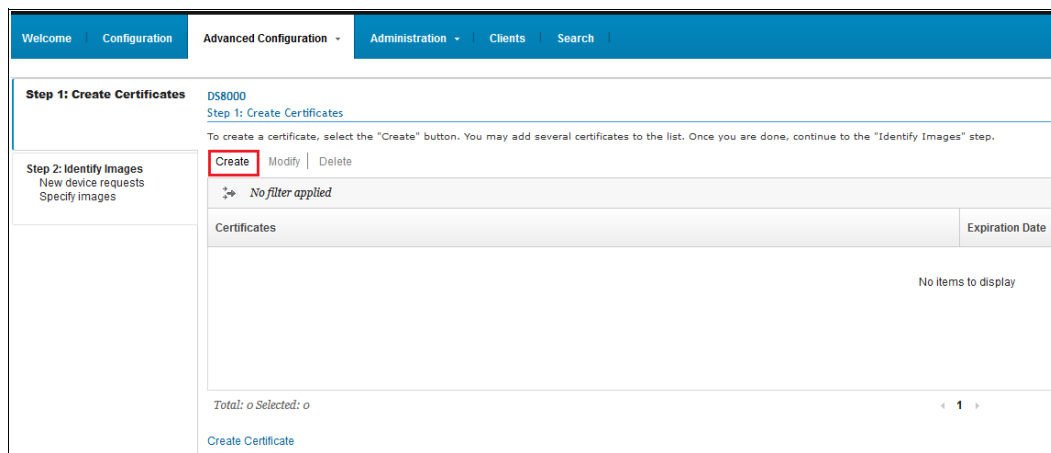 Welcome Configuration Advanced Configuration Administration Clients Search
Step 1: Create Certificates
Step 2: Identify Images
New device requests
Specify images
DS8000
Step 1: Create Certificates
To create a certificate, select the "Create" button. You may add several certificates to the list. Once you are done, continue to the "Identify Images" step.
Create Modify Delete
No filter applied
Certificates Expiration Date
No items to display
Total: 0 Selected: 0
1
Create Certificate